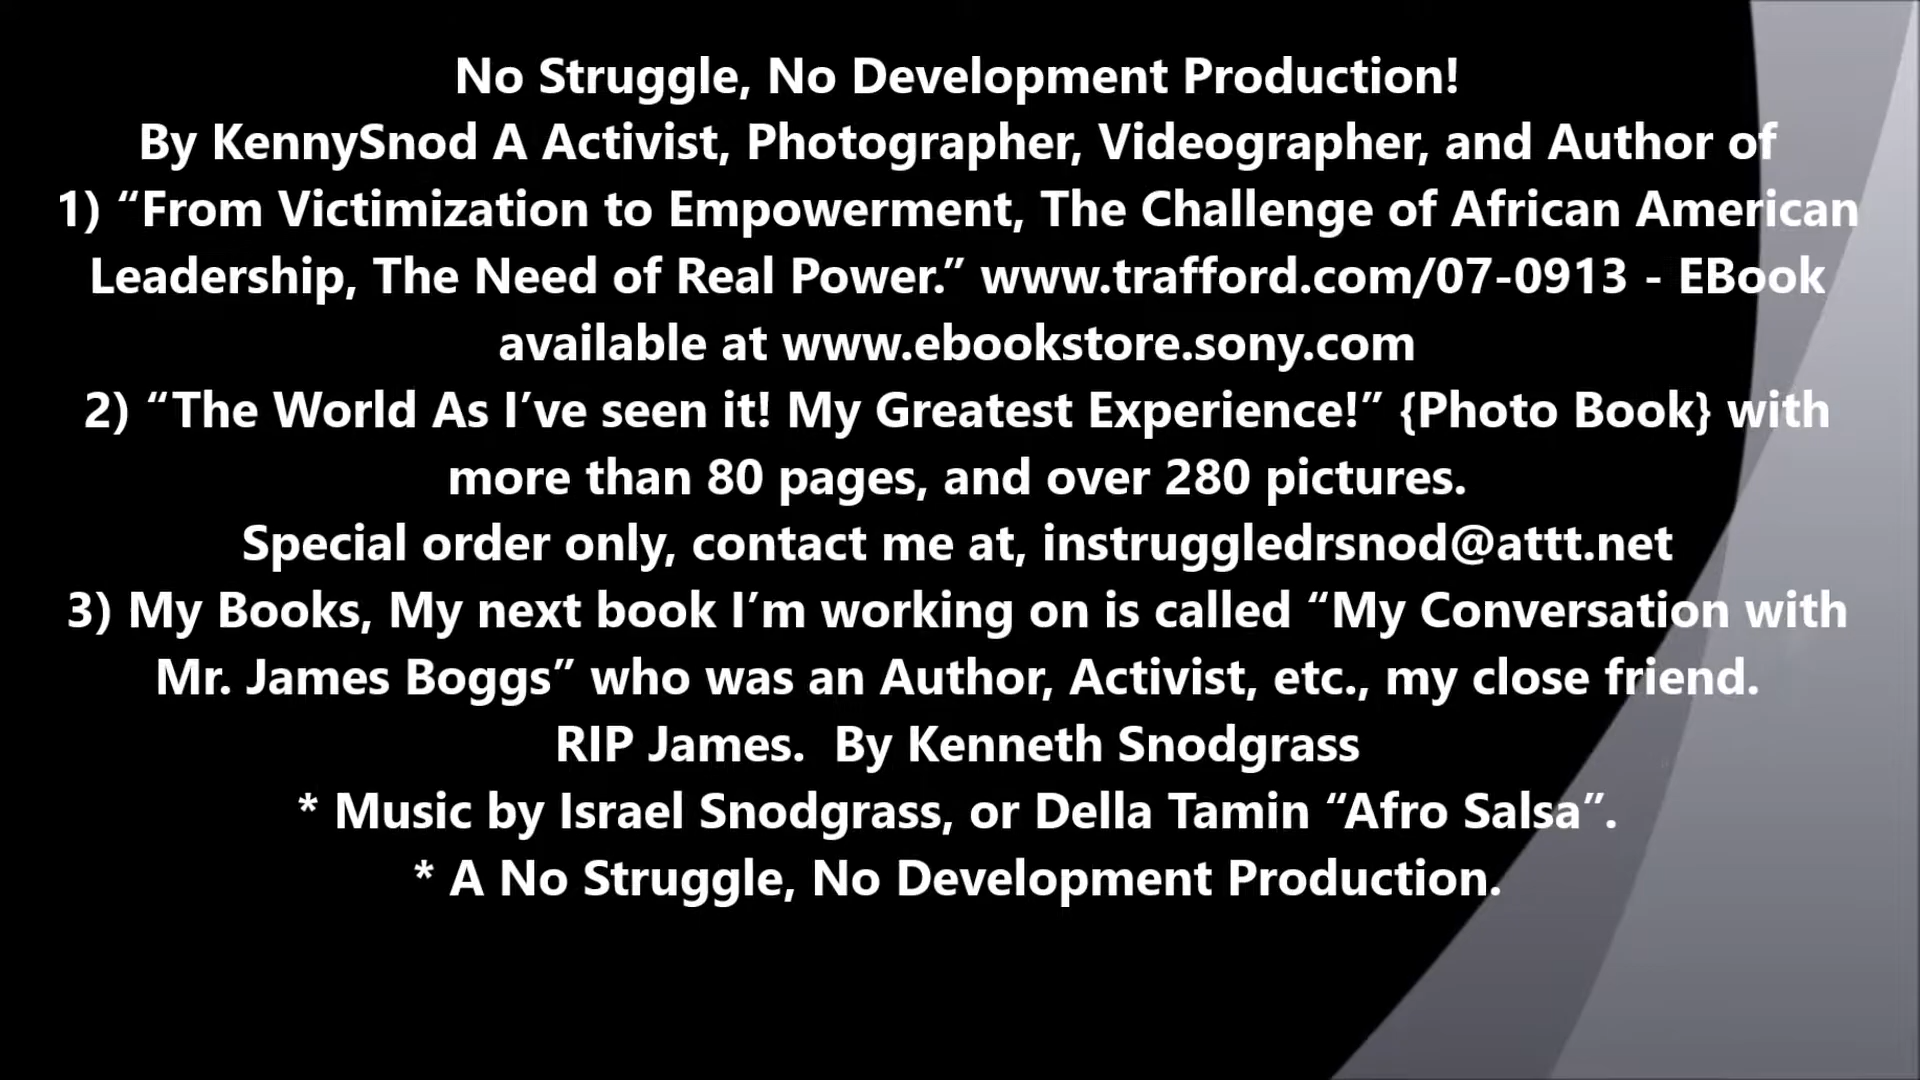 No Struggle, No Development Production!
By KennySnod A Activist, Photographer, Videographer, and Author of
1) “From Victimization to Empowerment, The Challenge of African American
Leadership, The Need of Real Power.” www.trafford.com/07-0913 - EBook
available at www.ebookstore.sony.com
2) “The World As I’ve seen it! My Greatest Experience!” {Photo Book} with
more than 80 pages, and over 280 pictures.
Special order only, contact me at, instruggledrsnod@attt.net
3) My Books, My next book I’m working on is called “My Conversation with
Mr. James Boggs” who was an Author, Activist, etc., my close friend.
RIP James.  By Kenneth Snodgrass
* Music by Israel Snodgrass, or Della Tamin “Afro Salsa”.
* A No Struggle, No Development Production.